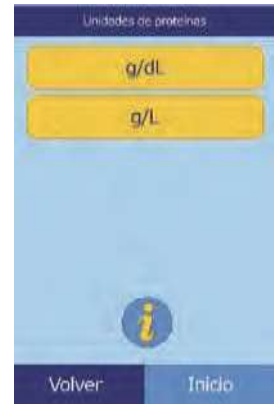 Unidades de proteínas
g/dL
g/L
i
Volver
Inicio